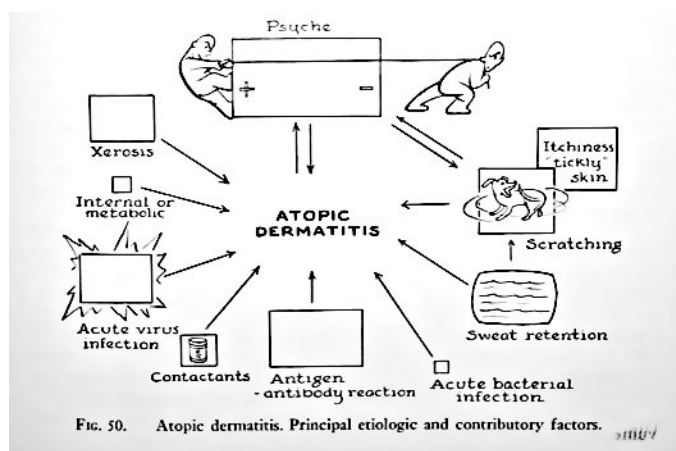 Psyche
+ -
Xerosis
Itchiness
"tickly"
skin
Internal or
metabolic
ATOPIC
DERMATITIS
Scratching
Acute virus
infection
Sweat retention
Contactants
Antigen
-antibody reaction
Acute bacterial
infection
FIG. 50. Atopic dermatitis. Principal etiologic and contributory factors.